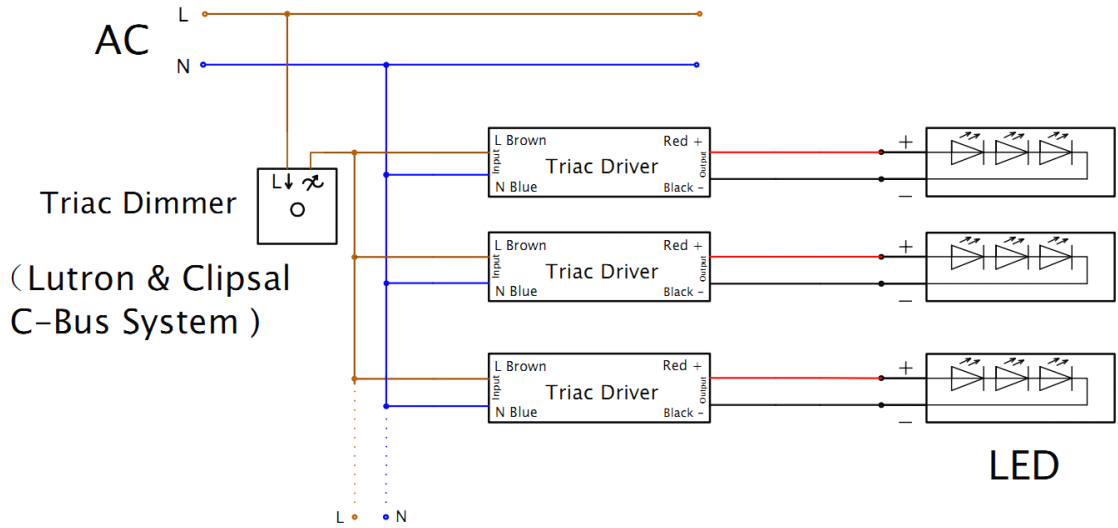 L
AC
N
L Brown
Red +
Input
Triac Driver
Output
N Blue
Black -
+
−
L
Triac Dimmer
（Lutron & Clipsal
C-Bus System )
L Brown
Red +
Input
Triac Driver
Output
N Blue
Black -
+
−
L Brown
Red +
Input
Triac Driver
Output
N Blue
Black -
+
−
LED
L
N